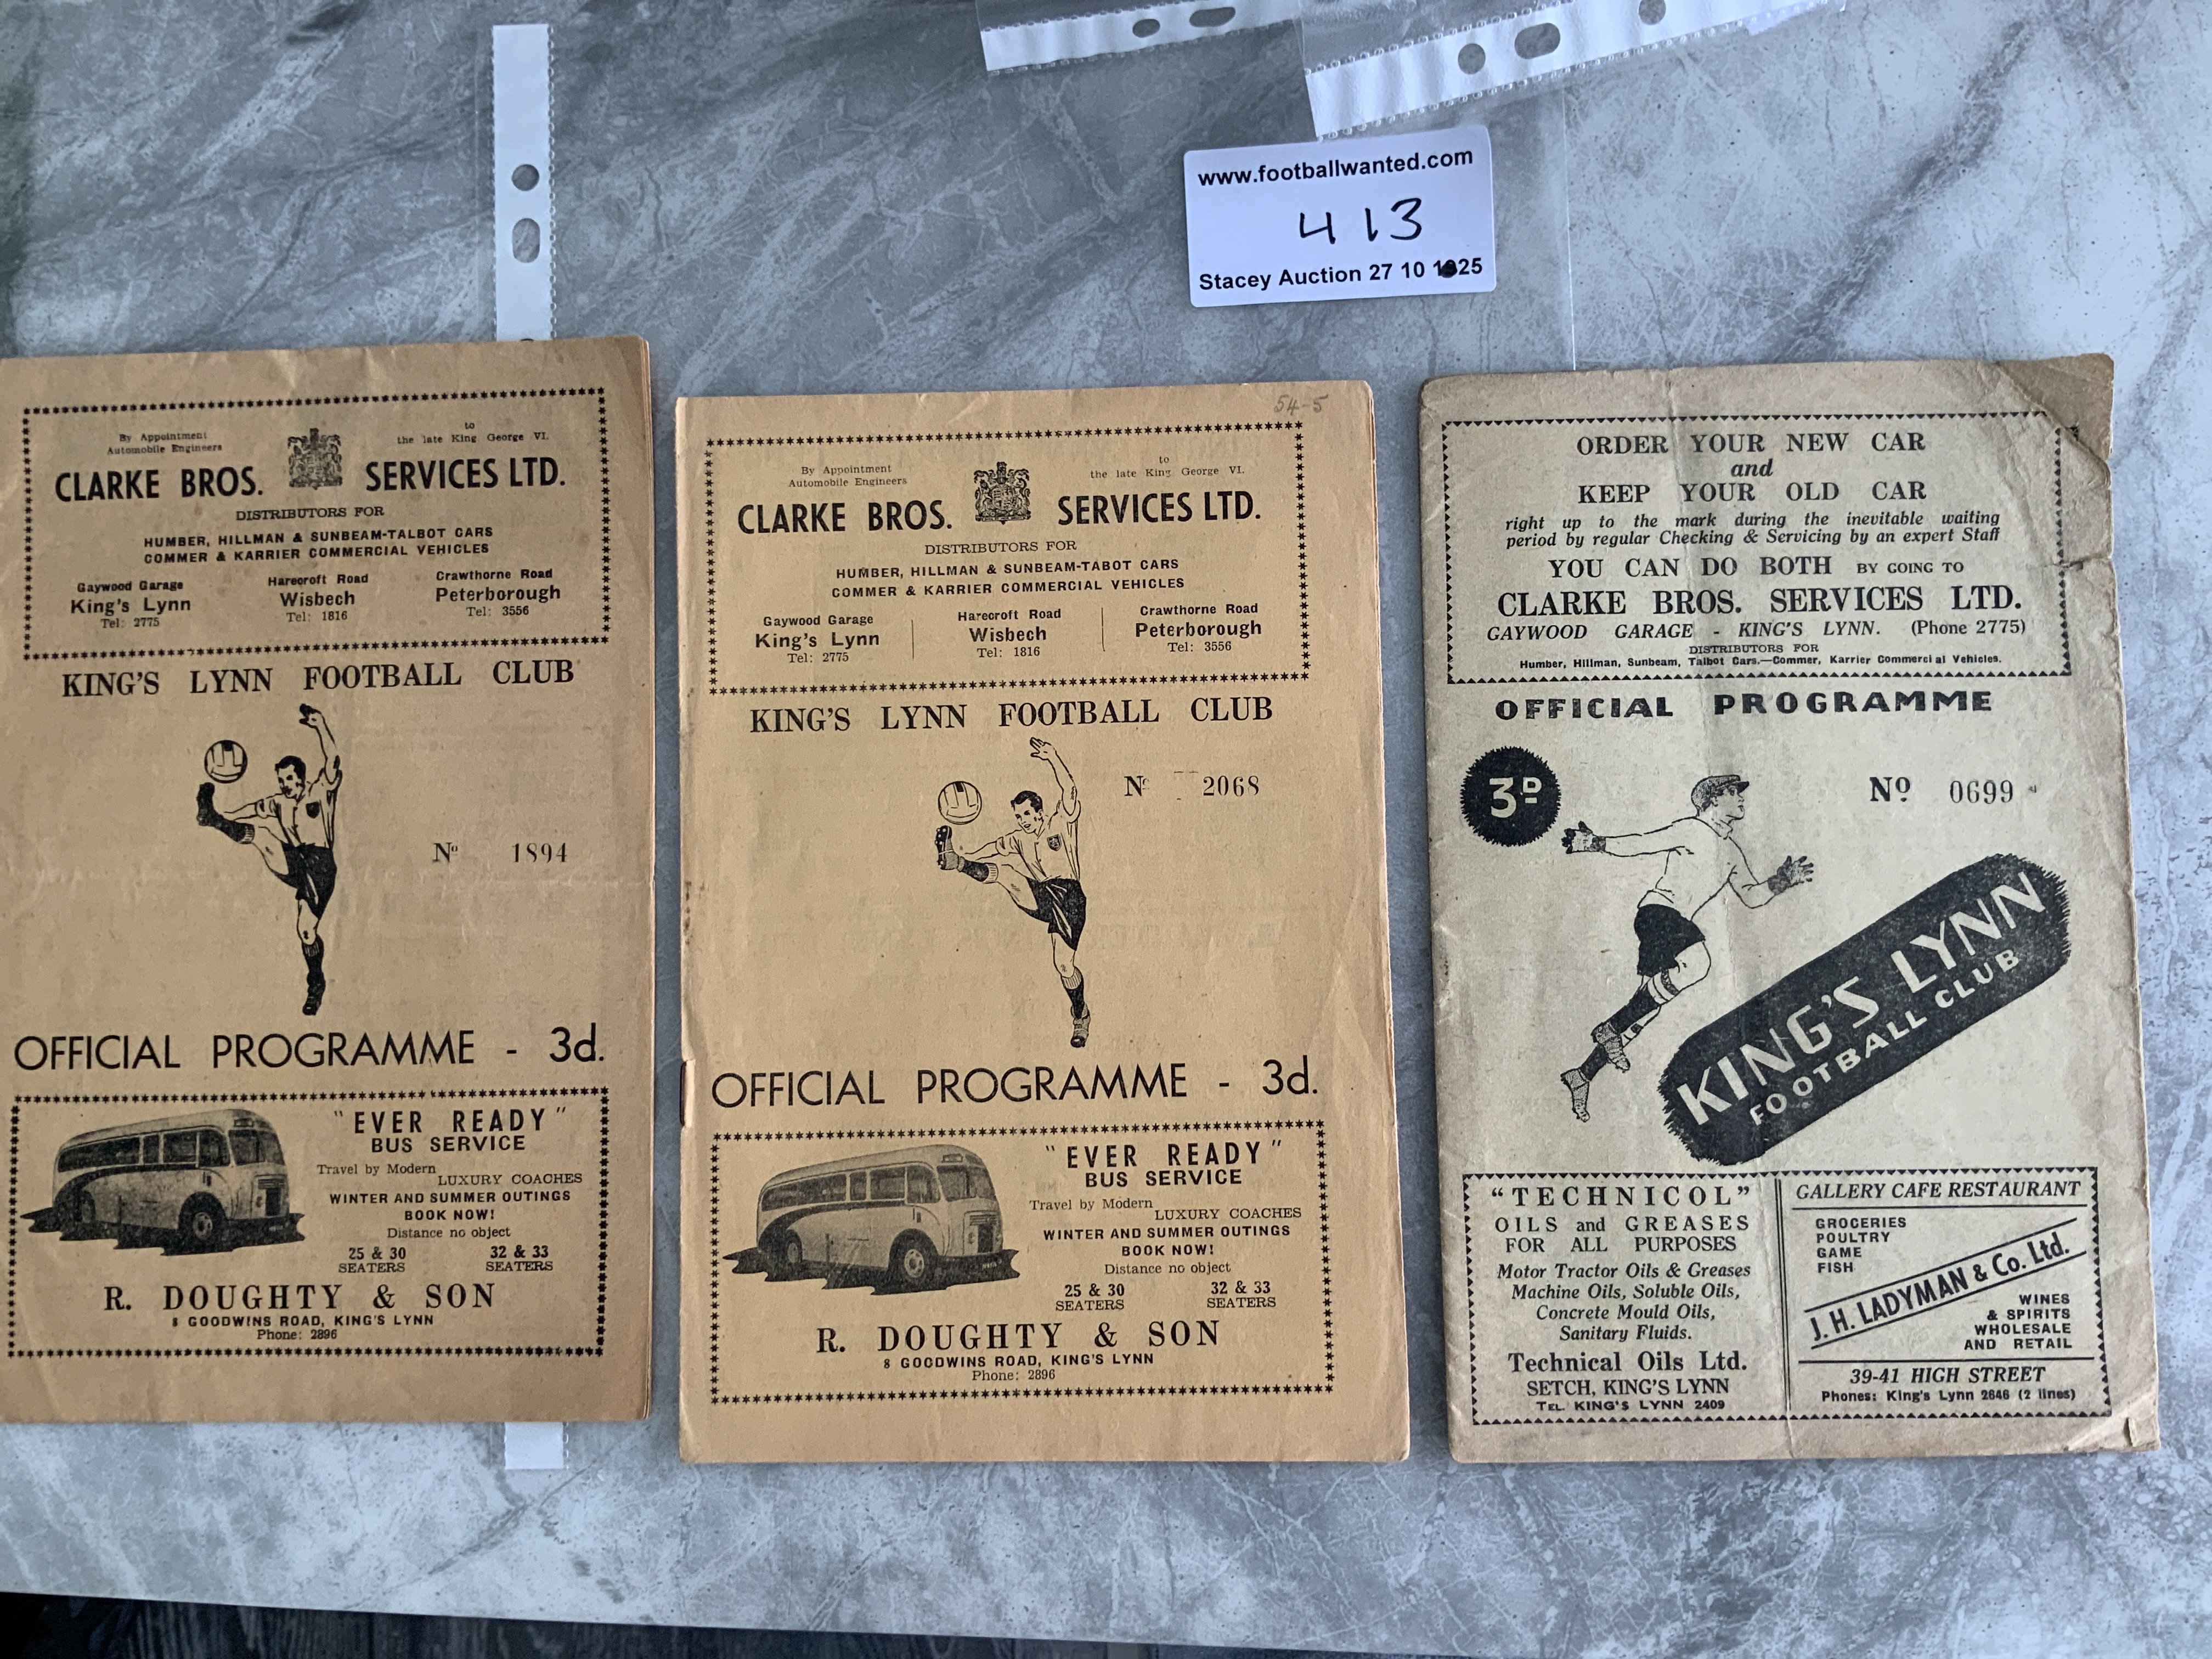 www.footballwanted.com
413
Stacey Auction 27 10 1925
By Appointment to
Automobile Engineers the late King George VI.
CLARKE BROS. SERVICES LTD.
DISTRIBUTORS FOR
HUMBER, HILLMAN & SUNBEAM-TALBOT CARS
COMMER & KARRIER COMMERCIAL VEHICLES
Gaywood Garage Harecroft Road Crawthorne Road
King's Lynn Wisbech Peterborough
Tel: 2775 Tel: 1816 Tel: 3556
KING'S LYNN FOOTBALL CLUB
Nº 1894
OFFICIAL PROGRAMME - 3d.
"EVER READY"
BUS SERVICE
Travel by Modern
LUXURY COACHES
WINTER AND SUMMER OUTINGS
BOOK NOW!
Distance no object
25 & 30 32 & 33
SEATERS SEATERS
R. DOUGHTY & SON
8 GOODWINS ROAD, KING'S LYNN
Phone: 2896
54-5
By Appointment to
Automobile Engineers the late King George VI.
CLARKE BROS. SERVICES LTD.
DISTRIBUTORS FOR
HUMBER, HILLMAN & SUNBEAM-TABOT CARS
COMMER & KARRIER COMMERCIAL VEHICLES
Gaywood Garage Harecroft Road Crawthorne Road
King's Lynn Wisbech Peterborough
Tel: 2775 Tel: 1816 Tel: 3556
KING'S LYNN FOOTBALL CLUB
Nº 2068
OFFICIAL PROGRAMME - 3d.
"EVER READY"
BUS SERVICE
Travel by Modern
LUXURY COACHES
WINTER AND SUMMER OUTINGS
BOOK NOW!
Distance no object
25 & 30 32 & 33
SEATERS SEATERS
R. DOUGHTY & SON
8 GOODWINS ROAD, KING'S LYNN
Phone: 2896
ORDER YOUR NEW CAR
and
KEEP YOUR OLD CAR
right up to the mark during the inevitable waiting
period by regular Checking & Servicing by an expert Staff
YOU CAN DO BOTH BY GOING TO
CLARKE BROS. SERVICES LTD.
GAYWOOD GARAGE - KING'S LYNN. (Phone 2775)
DISTRIBUTORS FOR
Humber, Hillman, Sunbeam, Talbot Cars.—Commer, Karrier Commercial Vehicles.
OFFICIAL PROGRAMME
3D
Nº 0699
KING'S LYNN
FOOTBALL CLUB
"TECHNICOL"
OILS and GREASES
FOR ALL PURPOSES
Motor Tractor Oils & Greases
Machine Oils, Soluble Oils,
Concrete Mould Oils,
Sanitary Fluids.
Technical Oils Ltd.
SETCH, KING'S LYNN
TEL. KING'S LYNN 2409
GALLERY CAFE RESTAURANT
GROCERIES
POULTRY
GAME
FISH
J. H. LADYMAN & Co. Ltd.
WINES
& SPIRITS
WHOLESALE
AND RETAIL
39-41 HIGH STREET
Phones: King's Lynn 2646 (2 lines)